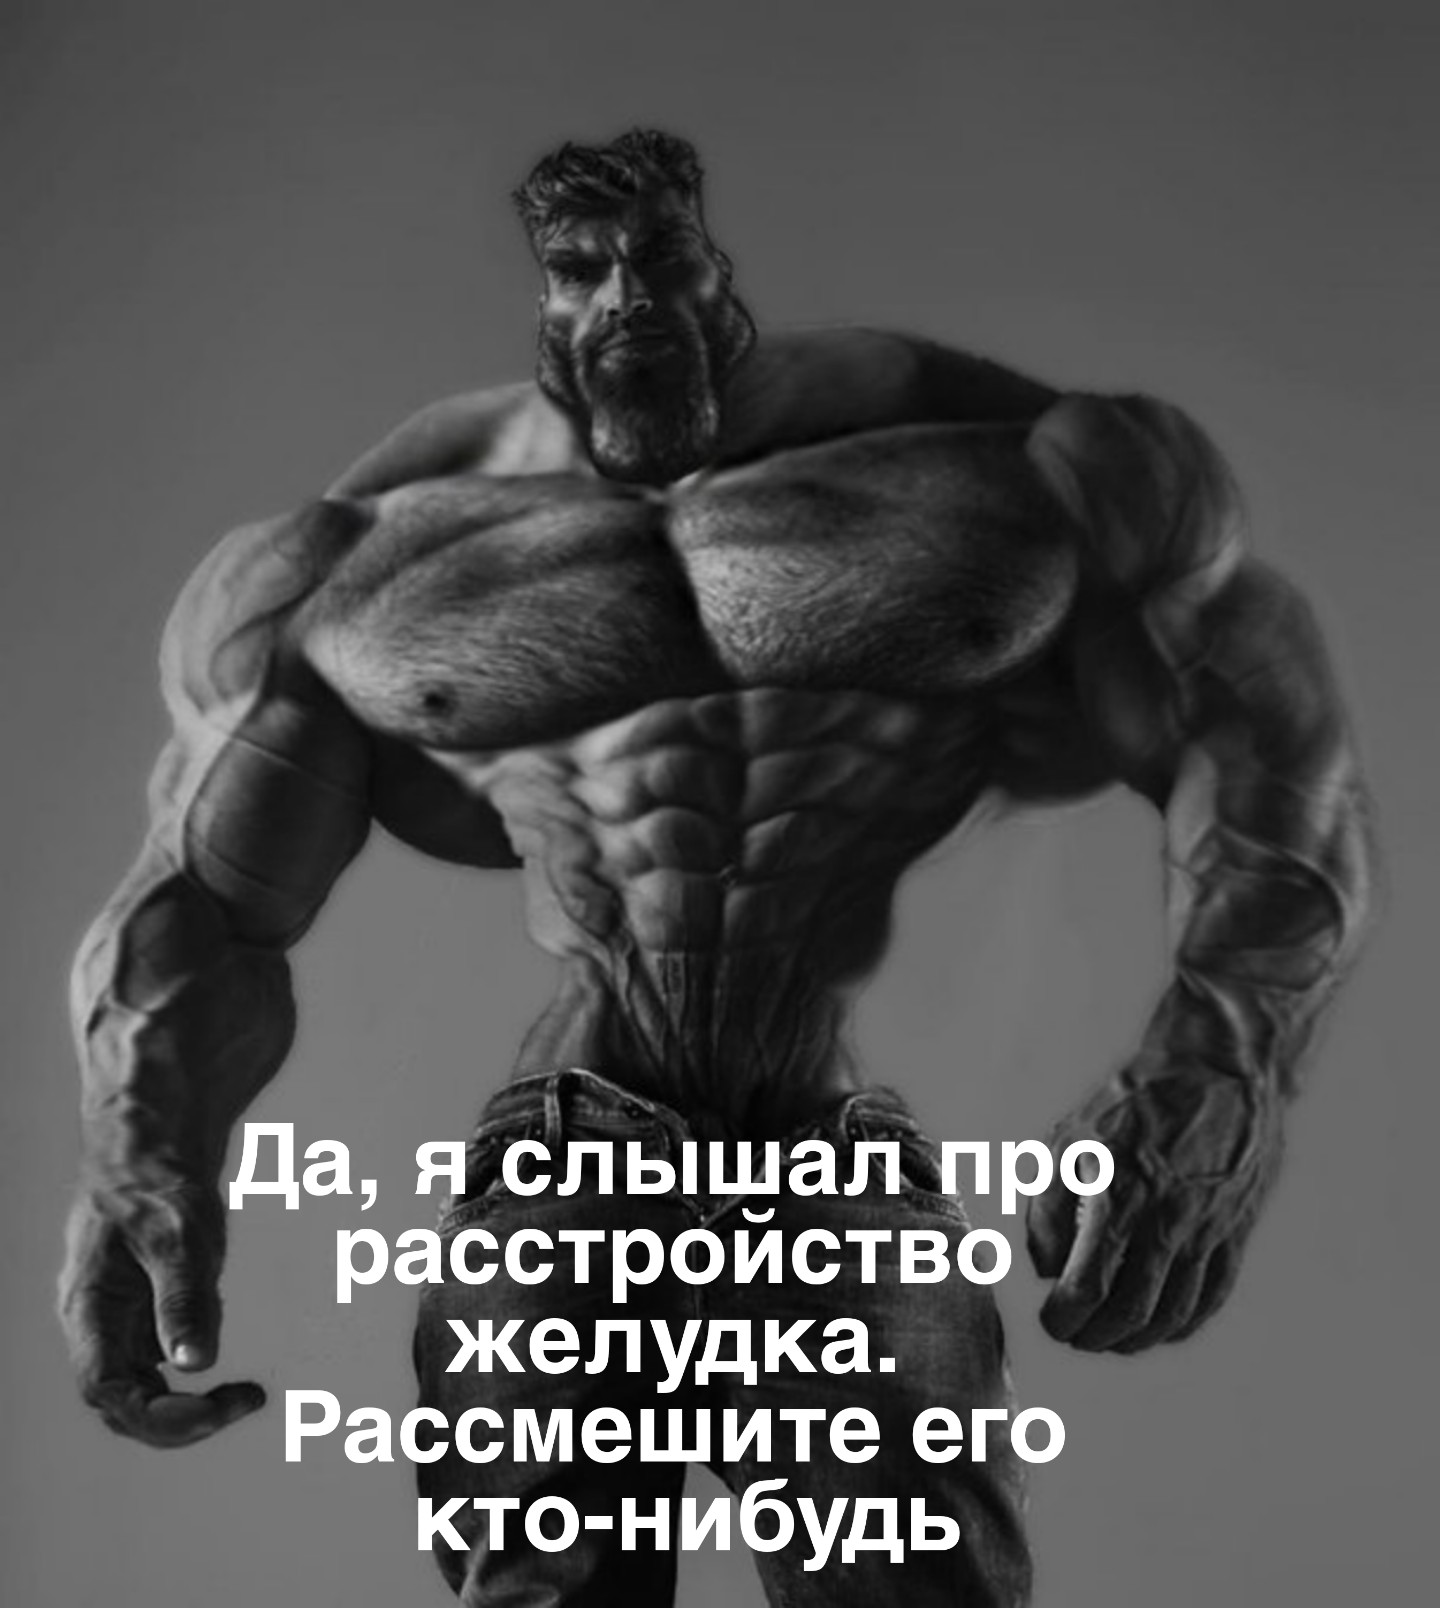 Да, я слышал про
расстройство
желудка.
Рассмешите его
кто-нибудь